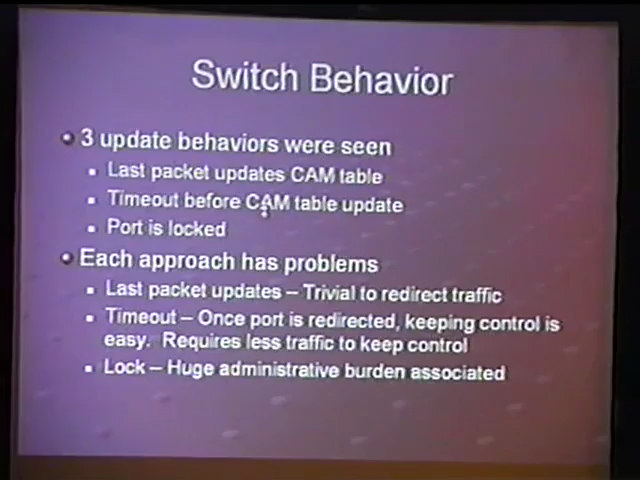 Switch Behavior
3 update behaviors were seen
Last packet updates CAM table
Timeout before CAM table update
Port is locked
Each approach has problems
Last packet updates – Trivial to redirect traffic
Timeout – Once port is redirected, keeping control is
easy. Requires less traffic to keep control
Lock – Huge administrative burden associated